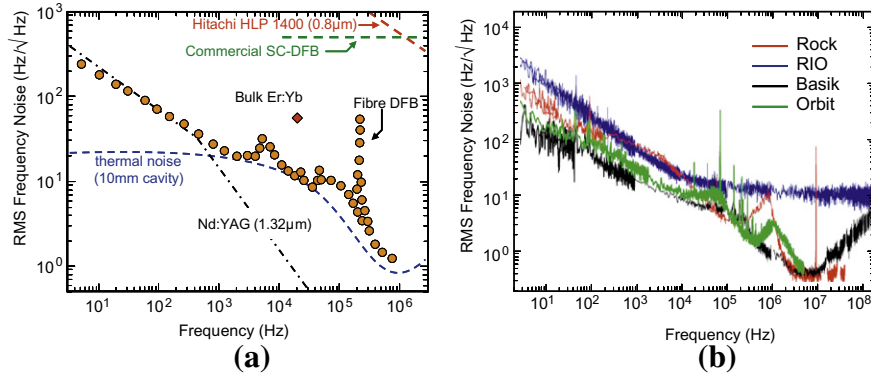 Hitachi HLP 1400 (0.8µm)
Commercial SC-DFB
Bulk Er:Yb
Fibre DFB
thermal noise
(10mm cavity)
Nd:YAG (1.32µm)
RMS Frequency Noise (Hz/√Hz)
10³
10²
10¹
10⁰
10¹ 10² 10³ 10⁴ 10⁵ 10⁶
Frequency (Hz)
(a)
Rock
RIO
Basik
Orbit
RMS Frequency Noise (Hz/√Hz)
10⁴
10³
10²
10¹
10⁰
10¹ 10² 10³ 10⁴ 10⁵ 10⁶ 10⁷ 10⁸
Frequency (Hz)
(b)